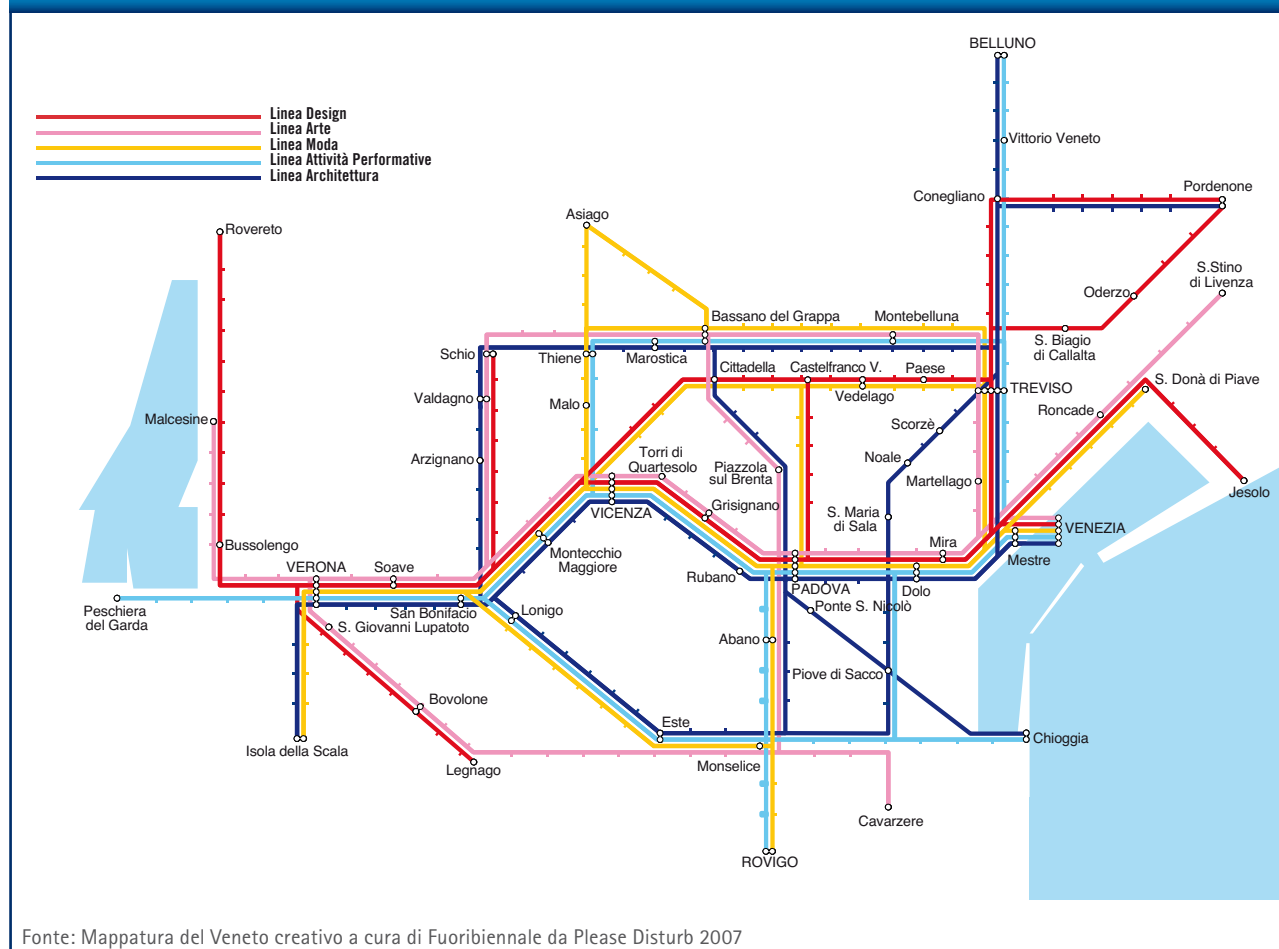 BELLUNO
Linea Design
Linea Arte
Linea Moda
Linea Attività Performative
Linea Architettura
Vittorio Veneto
Conegliano
Pordenone
Asiago
Rovereto
S.Stino
di Livenza
Oderzo
Bassano del Grappa
Montebelluna
S. Biagio
di Callalta
Schio
Thiene
Marostica
Cittadella
Castelfranco V.
Paese
S. Donà di Piave
Vedelago
TREVISO
Valdagno
Malo
Roncade
Malcesine
Scorzè
Arzignano
Torri di
Quartesolo
Piazzola
sul Brenta
Noale
Martellago
Jesolo
Grisignano
VICENZA
S. Maria
di Sala
VENEZIA
Bussolengo
Mira
Montecchio
Maggiore
Mestre
VERONA
Soave
Rubano
PADOVA
Dolo
Peschiera
del Garda
San Bonifacio
Lonigo
Ponte S. Nicolò
S. Giovanni Lupatoto
Abano
Piove di Sacco
Bovolone
Este
Isola della Scala
Chioggia
Legnago
Monselice
Cavarzere
ROVIGO
Fonte: Mappatura del Veneto creativo a cura di Fuoribiennale da Please Disturb 2007